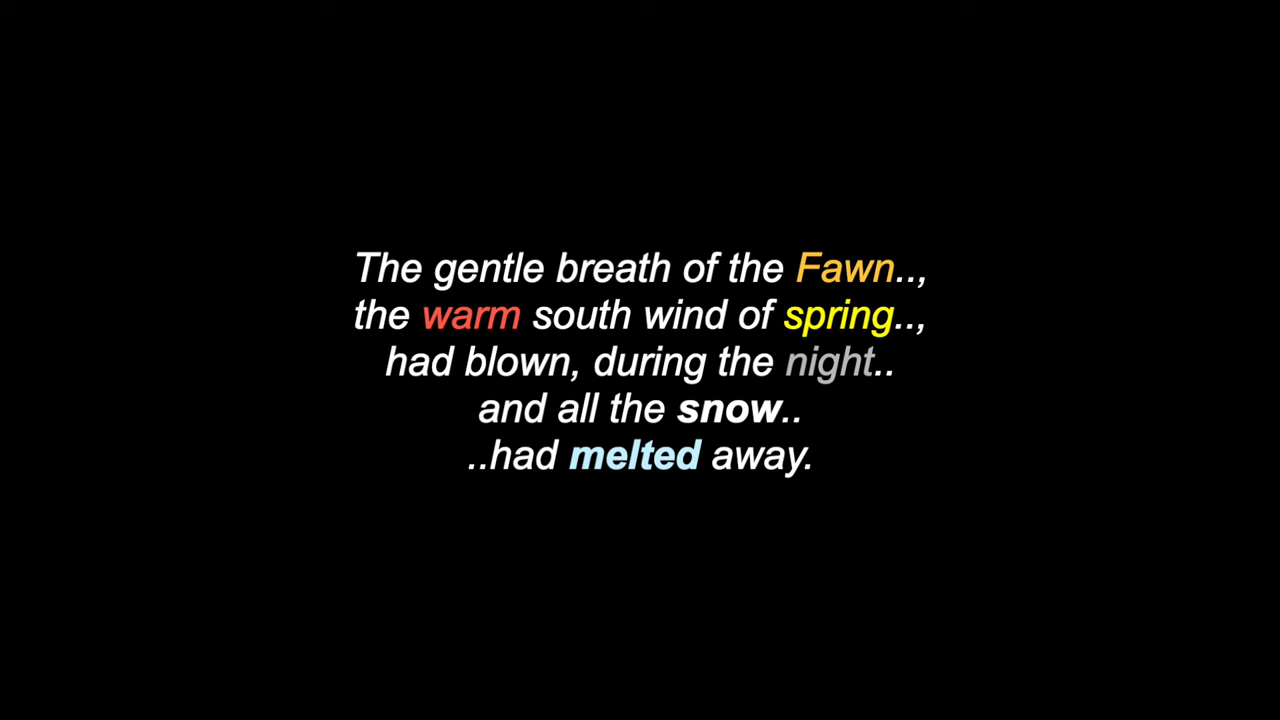 The gentle breath of the Fawn..,
the warm south wind of spring..,
had blown, during the night..
and all the snow..
..had melted away.